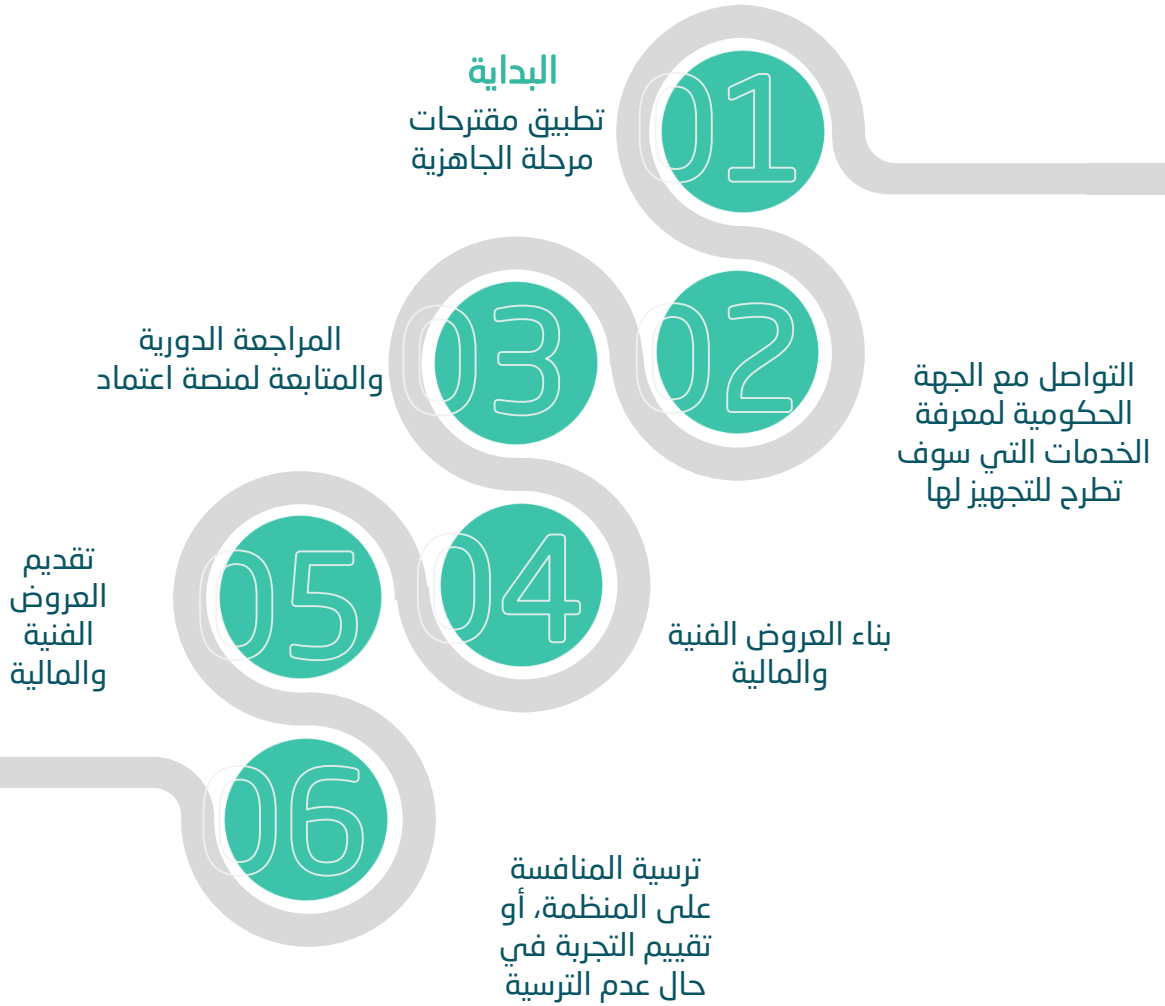 01
البداية
تطبيق مقترحات
مرحلة الجاهزية
02
التواصل مع الجهة
الحكومية لمعرفة
الخدمات التي سوف
تطرح للتجهيز لها
03
المراجعة الدورية
والمتابعة لمنصة اعتماد
04
بناء العروض الفنية
والمالية
05
تقديم
العروض
الفنية
والمالية
06
ترسية المنافسة
على المنظمة، أو
تقييم التجربة في
حال عدم الترسية